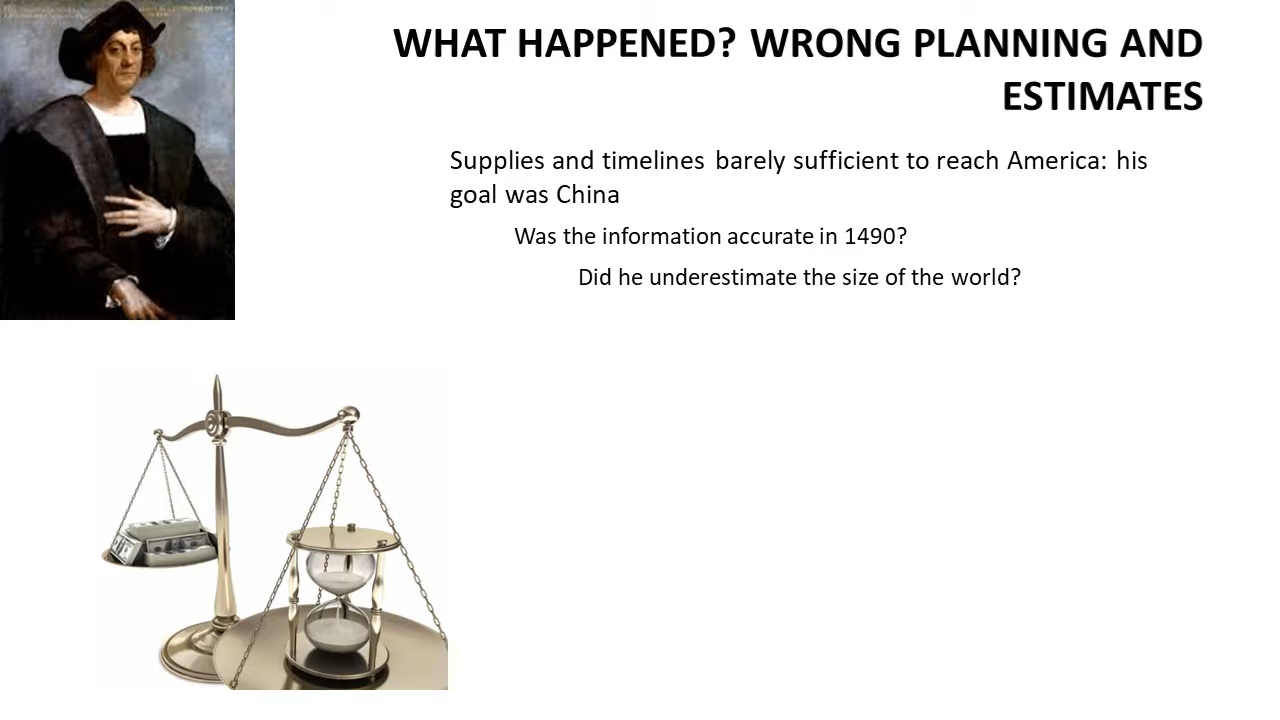 WHAT HAPPENED? WRONG PLANNING AND
ESTIMATES
Supplies and timelines barely sufficient to reach America: his
goal was China
Was the information accurate in 1490?
Did he underestimate the size of the world?